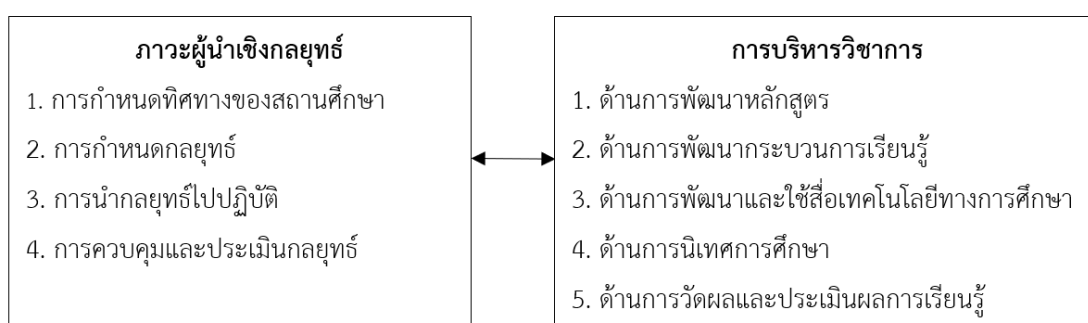 ภาวะผู้นำเชิงกลยุทธ์
1. การกำหนดทิศทางของสถานศึกษา
2. การกำหนดกลยุทธ์
3. การนำกลยุทธ์ไปปฏิบัติ
4. การควบคุมและประเมินกลยุทธ์
การบริหารวิชาการ
1. ด้านการพัฒนาหลักสูตร
2. ด้านการพัฒนากระบวนการเรียนรู้
3. ด้านการพัฒนาและใช้สื่อเทคโนโลยีทางการศึกษา
4. ด้านการนิเทศการศึกษา
5. ด้านการวัดผลและประเมินผลการเรียนรู้